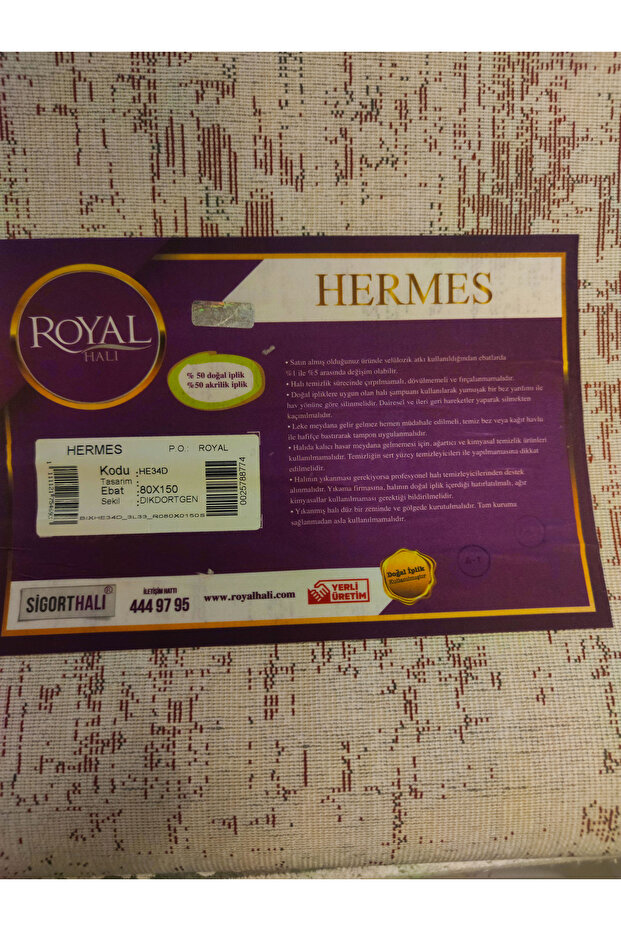 HERMES
ROYAL
HALI
% 50 doğal iplik
%50 akrilik iplik
• Satın almış olduğunuz üründe selülozik atkı kullanıldığından ebatlarda
%1 ile %5 arasında değişim olabilir.
• Halı temizlik sürecinde çırpılmamalı, dövülmemeli ve fırçalanmamalıdır.
• Doğal ipliklere uygun olan halı şampuanı kullanılarak yumuşak bir bez yardımı ile
hav yönüne göre silinmelidir. Dairesel ve ileri geri hareketler yaparak silmekten
kaçınılmalıdır.
• Leke meydana gelir gelmez hemen müdahale edilmeli, temiz bez veya kağıt havlu
ile hafifçe bastırarak tampon uygulanmalıdır.
• Halıda kalıcı hasar meydana gelmemesi için, ağartıcı ve kimyasal temizlik ürünleri
kullanılmamalıdır. Temizliğin sert yüzey temizleyicileri ile yapılmamasına dikkat
edilmelidir.
• Halının yıkanması gerekiyorsa profesyonel halı temizleyicilerinden destek
alınmalıdır. Yıkama firmasına, halının doğal iplik içerdiği hatırlatılmalı, ağır
kimyasallar kullanılmaması gerektiği bildirilmelidir.
• Yıkanmış halı düz bir zeminde ve gölgede kurutulmalıdır. Tam kuruma
sağlanmadan asla kullanılmamalıdır.
HERMES P.O.: ROYAL
Kodu :HE34D
Tasarim
Ebat :80X150
Sekil :DIKDORTGEN
0025788774
Doğal İplik
Kullanılmıştır
A-1
SİGORTHALI®
İLETİŞİM HATTI
444 97 95
www.royalhali.com
YERLİ
ÜRETİM